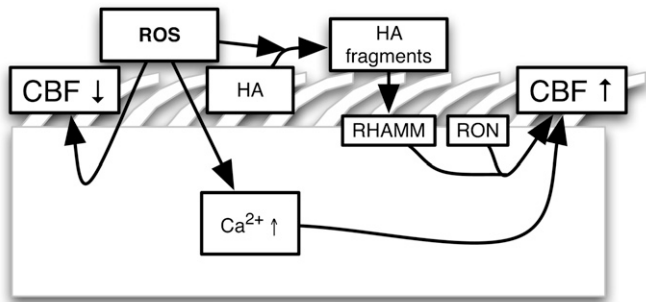 ROS
HA
fragments
CBF ↓
HA
CBF ↑
RHAMM
RON
Ca²⁺ ↑